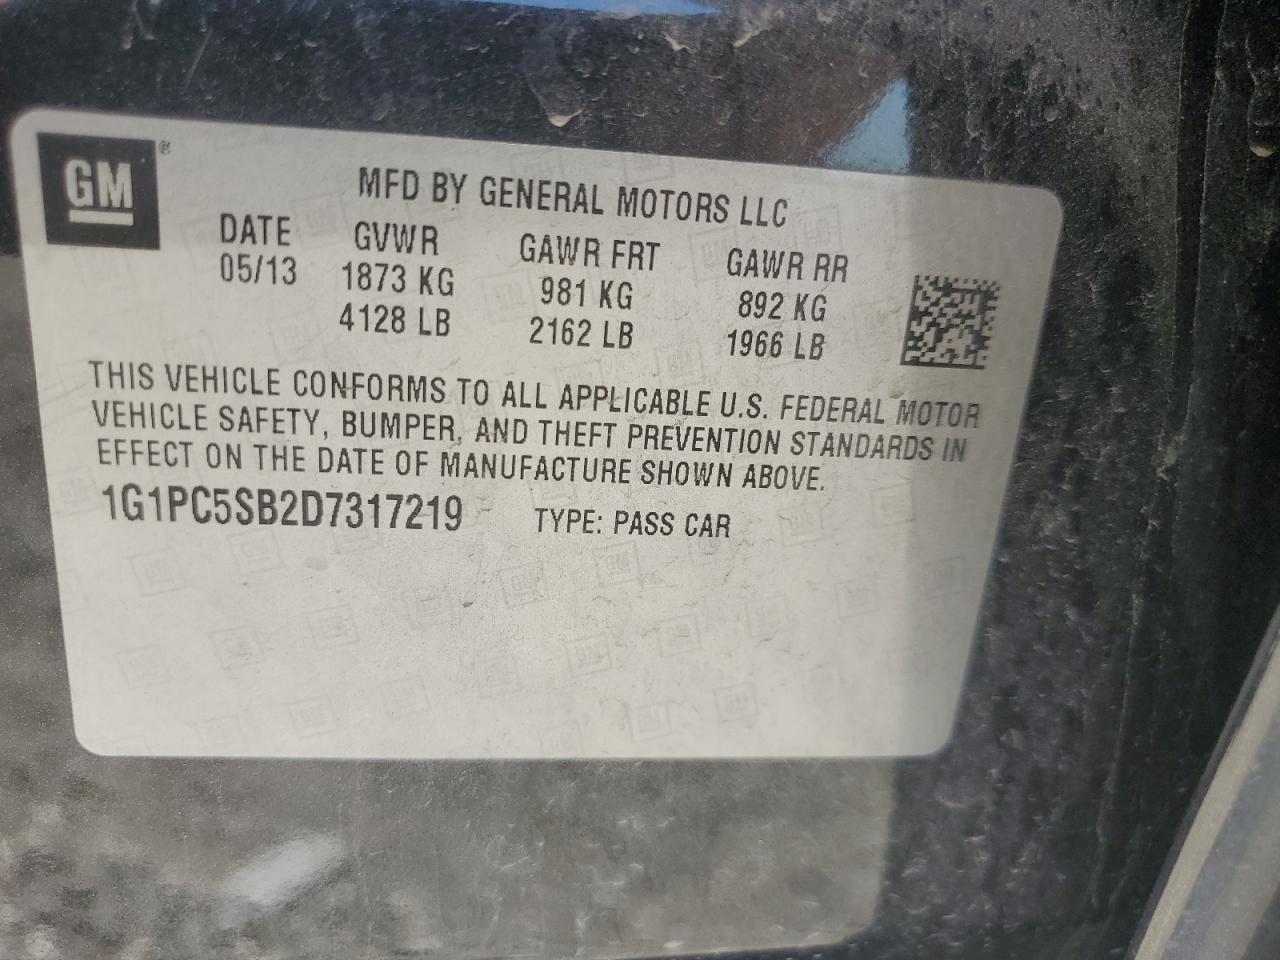 GM®
MFD BY GENERAL MOTORS LLC
DATE GVWR GAWR FRT GAWR RR
05/13 1873 KG 981 KG 892 KG
4128 LB 2162 LB 1966 LB
THIS VEHICLE CONFORMS TO ALL APPLICABLE U.S. FEDERAL MOTOR
VEHICLE SAFETY, BUMPER, AND THEFT PREVENTION STANDARDS IN
EFFECT ON THE DATE OF MANUFACTURE SHOWN ABOVE.
1G1PC5SB2D7317219 TYPE: PASS CAR